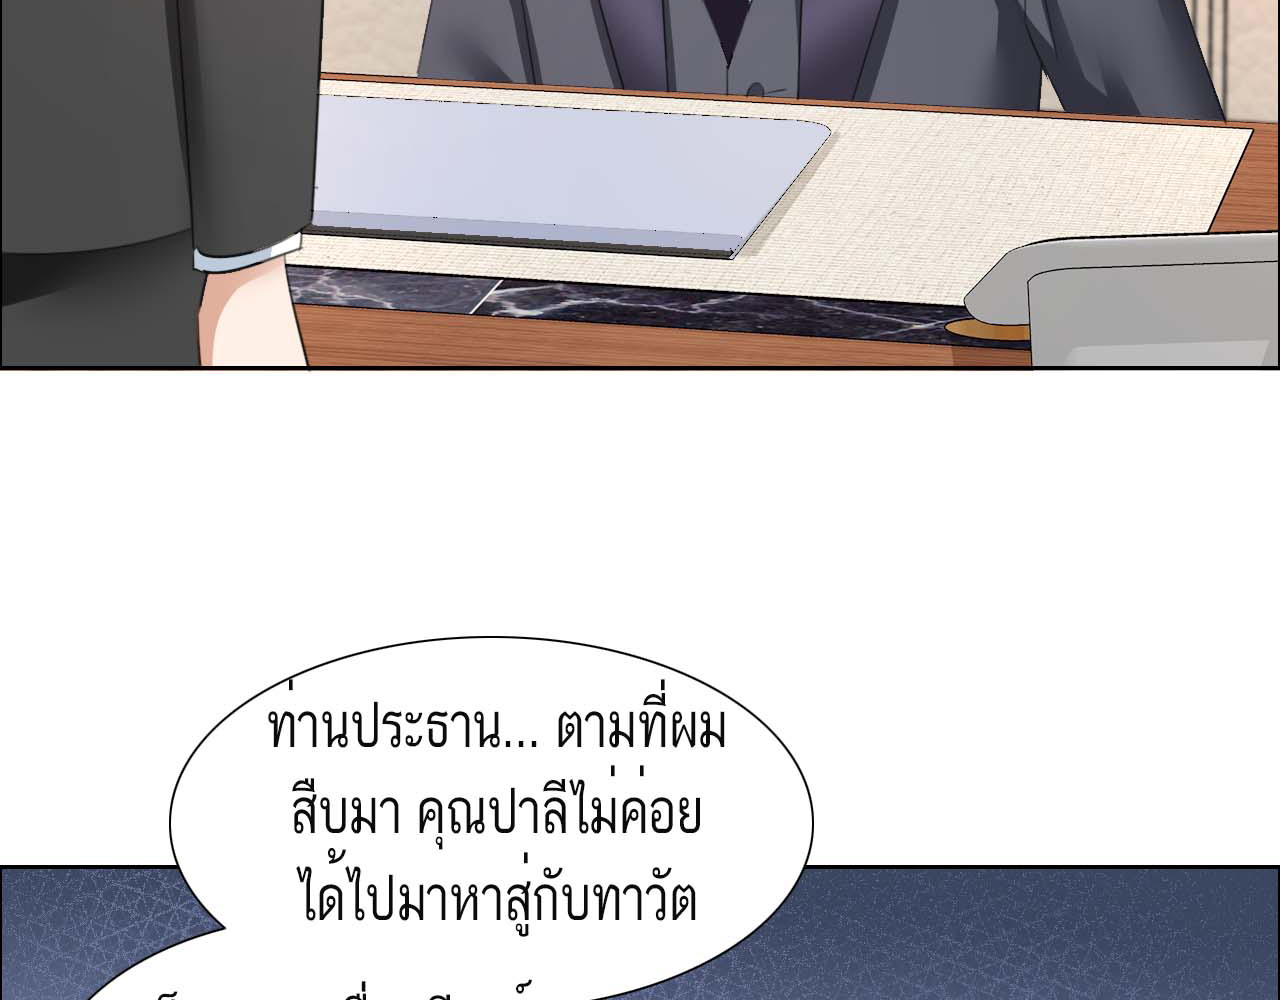 ท่านประธาน... ตามที่ผม
สืบมา คุณปาลีไม่ค่อย
ได้ไปมาหาสู่กับทาวัต